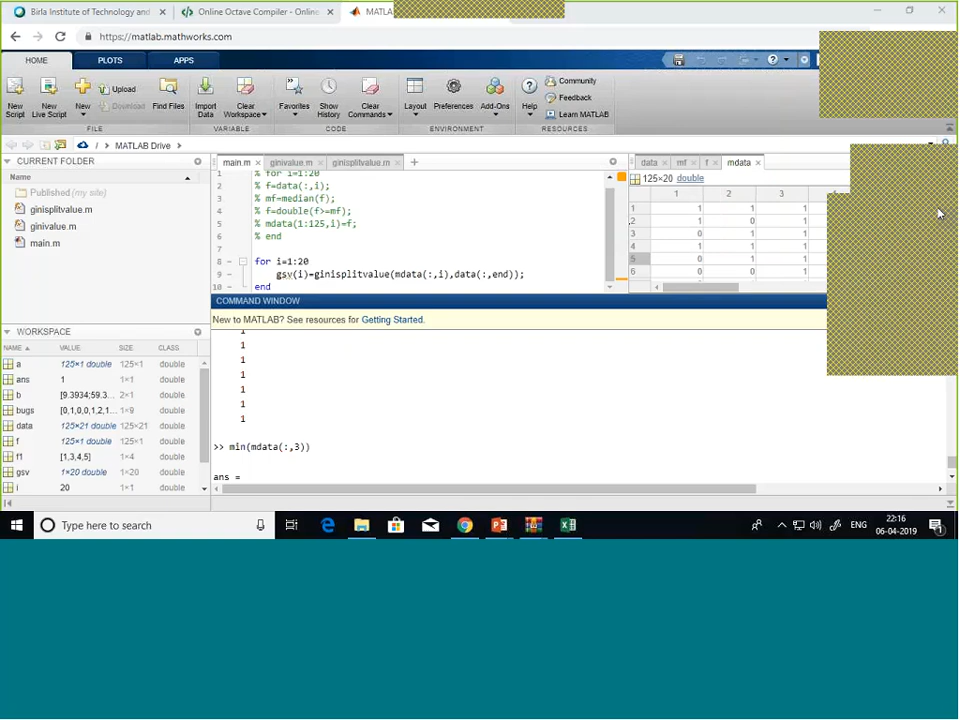 Birla Institute of Technology and
Online Octave Compiler - Online
MATLA
https://matlab.mathworks.com
HOME
PLOTS
APPS
New Script
New Live Script
New
Upload
Download
Find Files
Import Data
Clear Workspace
Favorites
Show History
Clear Commands
Layout
Preferences
Add-Ons
Help
Community
Feedback
Learn MATLAB
FILE
VARIABLE
CODE
ENVIRONMENT
RESOURCES
/ MATLAB Drive
CURRENT FOLDER
Name
Published (my site)
ginisplitvalue.m
ginivalue.m
main.m
main.m
ginivalue.m
ginisplitvalue.m
1 % for i=1:20
2 % f=data(:,i);
3 % mf=median(f);
4 % f=double(f>=mf);
5 % mdata(1:125,i)=f;
6 % end
7
8 for i=1:20
9 gsv(i)=ginisplitvalue(mdata(:,i),data(:,end));
10 end
data
mf
f
mdata
125×20 double
1 2 3 4
1 1 1 1
2 1 0 1
3 0 0 1
4 1 1 1
5 0 1 1
6 0 0 1
COMMAND WINDOW
New to MATLAB? See resources for Getting Started.
1
1
1
1
1
1
1
>> min(mdata(:,3))
ans =
WORKSPACE
NAME VALUE: SIZE: CLASS
a 125×1 double 125×1 double
ans 1 1×1 double
b [9.3934;59.3... 2×1 double
bugs [0,1,0,0,1,2,1... 1×9 double
data 125×21 double 125×21 double
f 125×1 double 125×1 double
f1 [1,3,4,5] 1×4 double
gsv 1×20 double 1×20 double
i 20 1×1 double
Type here to search
ENG
22:16
06-04-2019
1